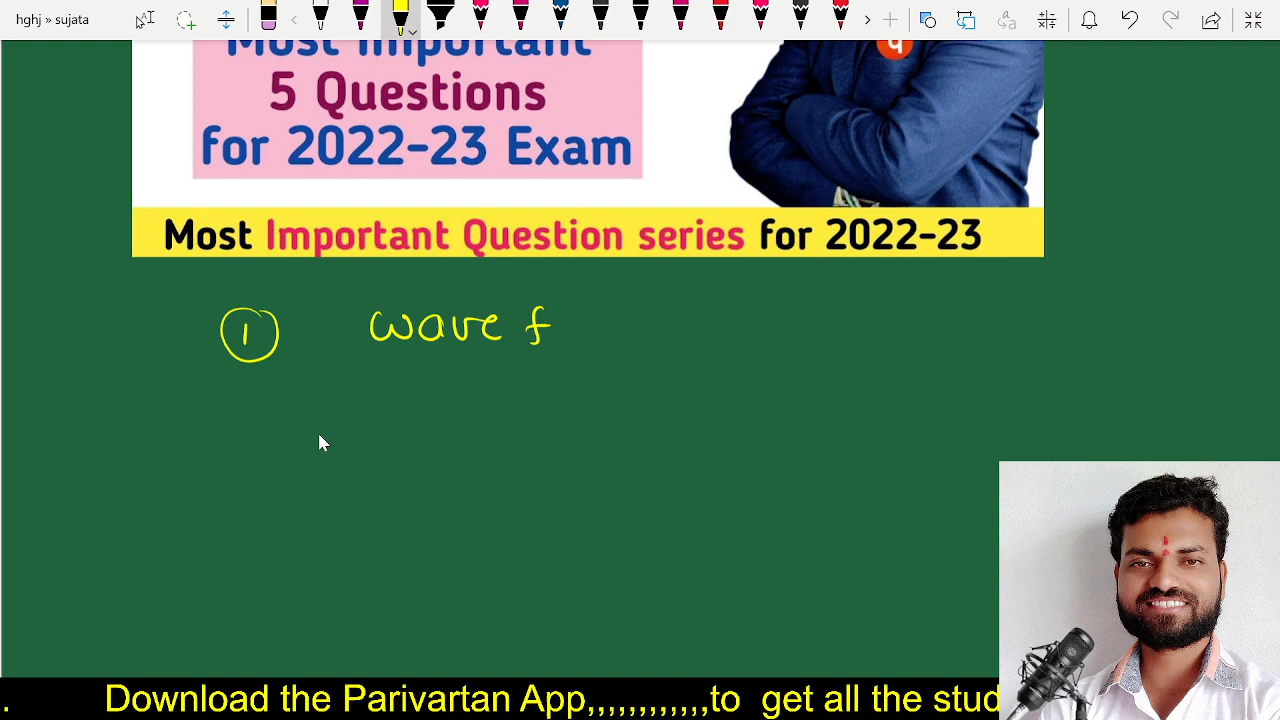 hghj » sujata
Most Important
5 Questions
for 2022-23 Exam
प
Most Important Question series for 2022-23
1 wave f
. Download the Parivartan App,,,,,,,,,,,,to get all the stud